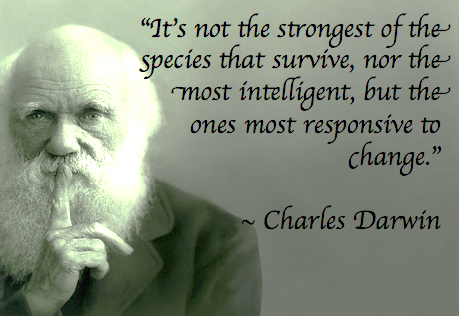 “It's not the strongest of the
species that survive, nor the
most intelligent, but the
ones most responsive to
change.”
~ Charles Darwin